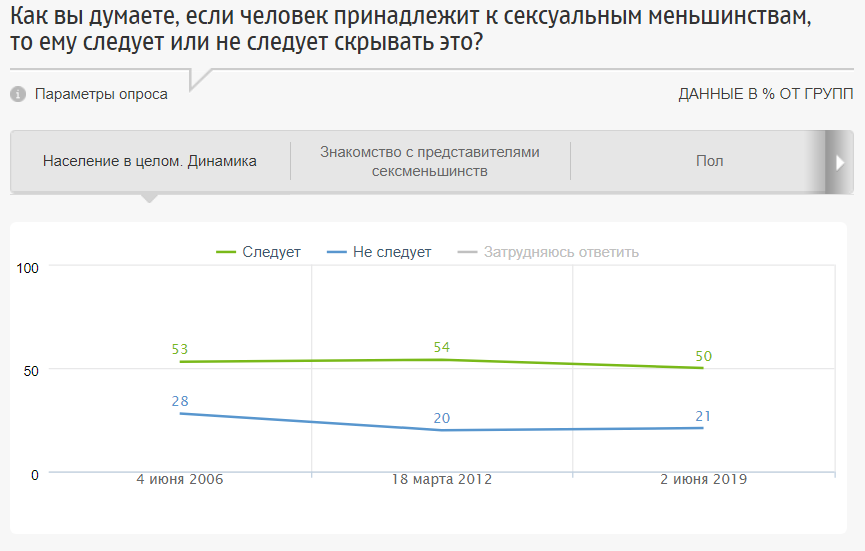 Как вы думаете, если человек принадлежит к сексуальным меньшинствам,
то ему следует или не следует скрывать это?
Параметры опроса
ДАННЫЕ В % ОТ ГРУПП
Население в целом. Динамика
Знакомство с представителями
сексменьшинств
Пол
Следует
Не следует
Затрудняюсь ответить
100
53
54
50
50
28
20
21
0
4 июня 2006
18 марта 2012
2 июня 2019